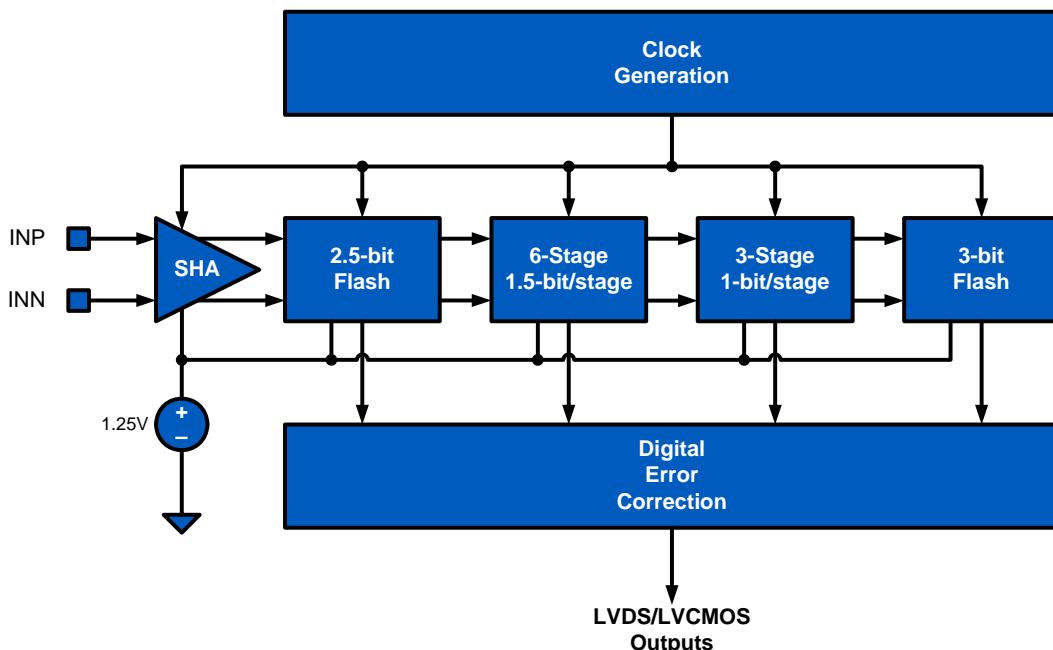 Clock
Generation
INP
INN
SHA
2.5-bit
Flash
6-Stage
1.5-bit/stage
3-Stage
1-bit/stage
3-bit
Flash
1.25V
+
–
Digital
Error
Correction
LVDS/LVCMOS
Outputs